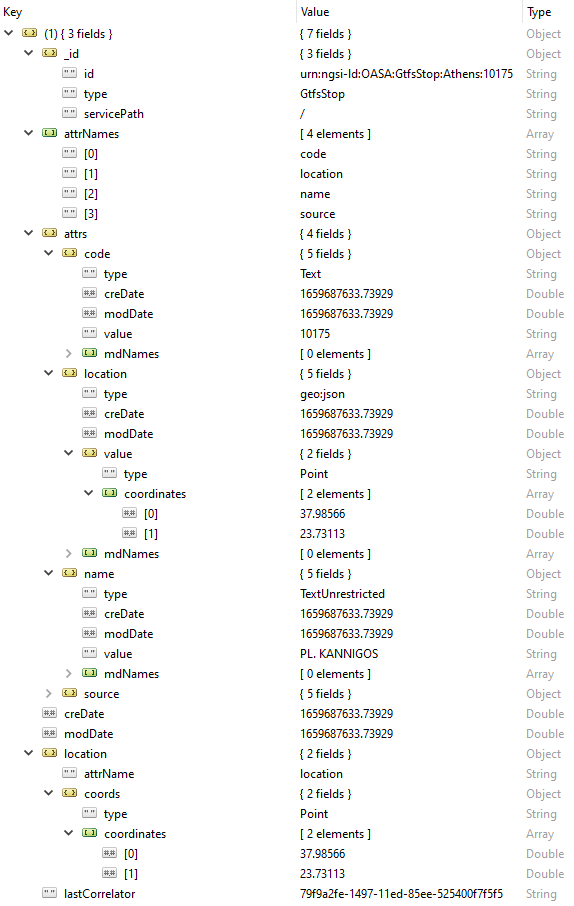 Key Value Type
(1) { 3 fields } { 7 fields } Object
_id { 3 fields } Object
id urn:ngsi-Id:OASA:GtfsStop:Athens:10175 String
type GtfsStop String
servicePath / String
attrNames [ 4 elements ] Array
[0] code String
[1] location String
[2] name String
[3] source String
attrs { 4 fields } Object
code { 5 fields } Object
type Text String
creDate 1659687633.73929 Double
modDate 1659687633.73929 Double
value 10175 String
mdNames [ 0 elements ] Array
location { 5 fields } Object
type geo:json String
creDate 1659687633.73929 Double
modDate 1659687633.73929 Double
value { 2 fields } Object
type Point String
coordinates [ 2 elements ] Array
[0] 37.98566 Double
[1] 23.73113 Double
mdNames [ 0 elements ] Array
name { 5 fields } Object
type TextUnrestricted String
creDate 1659687633.73929 Double
modDate 1659687633.73929 Double
value PL. KANNIGOS String
mdNames [ 0 elements ] Array
source { 5 fields } Object
creDate 1659687633.73929 Double
modDate 1659687633.73929 Double
location { 2 fields } Object
attrName location String
coords { 2 fields } Object
type Point String
coordinates [ 2 elements ] Array
[0] 37.98566 Double
[1] 23.73113 Double
lastCorrelator 79f9a2fe-1497-11ed-85ee-525400f7f5f5 String